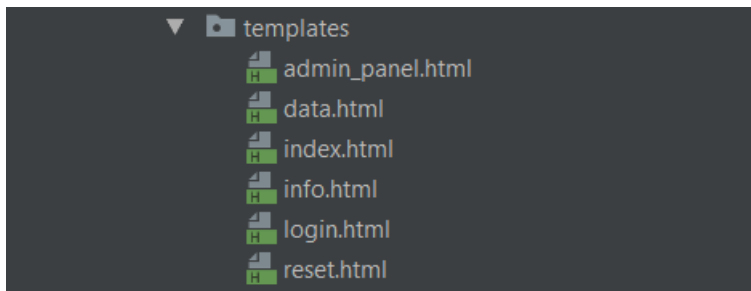 templates
H admin_panel.html
H data.html
H index.html
H info.html
H login.html
H reset.html